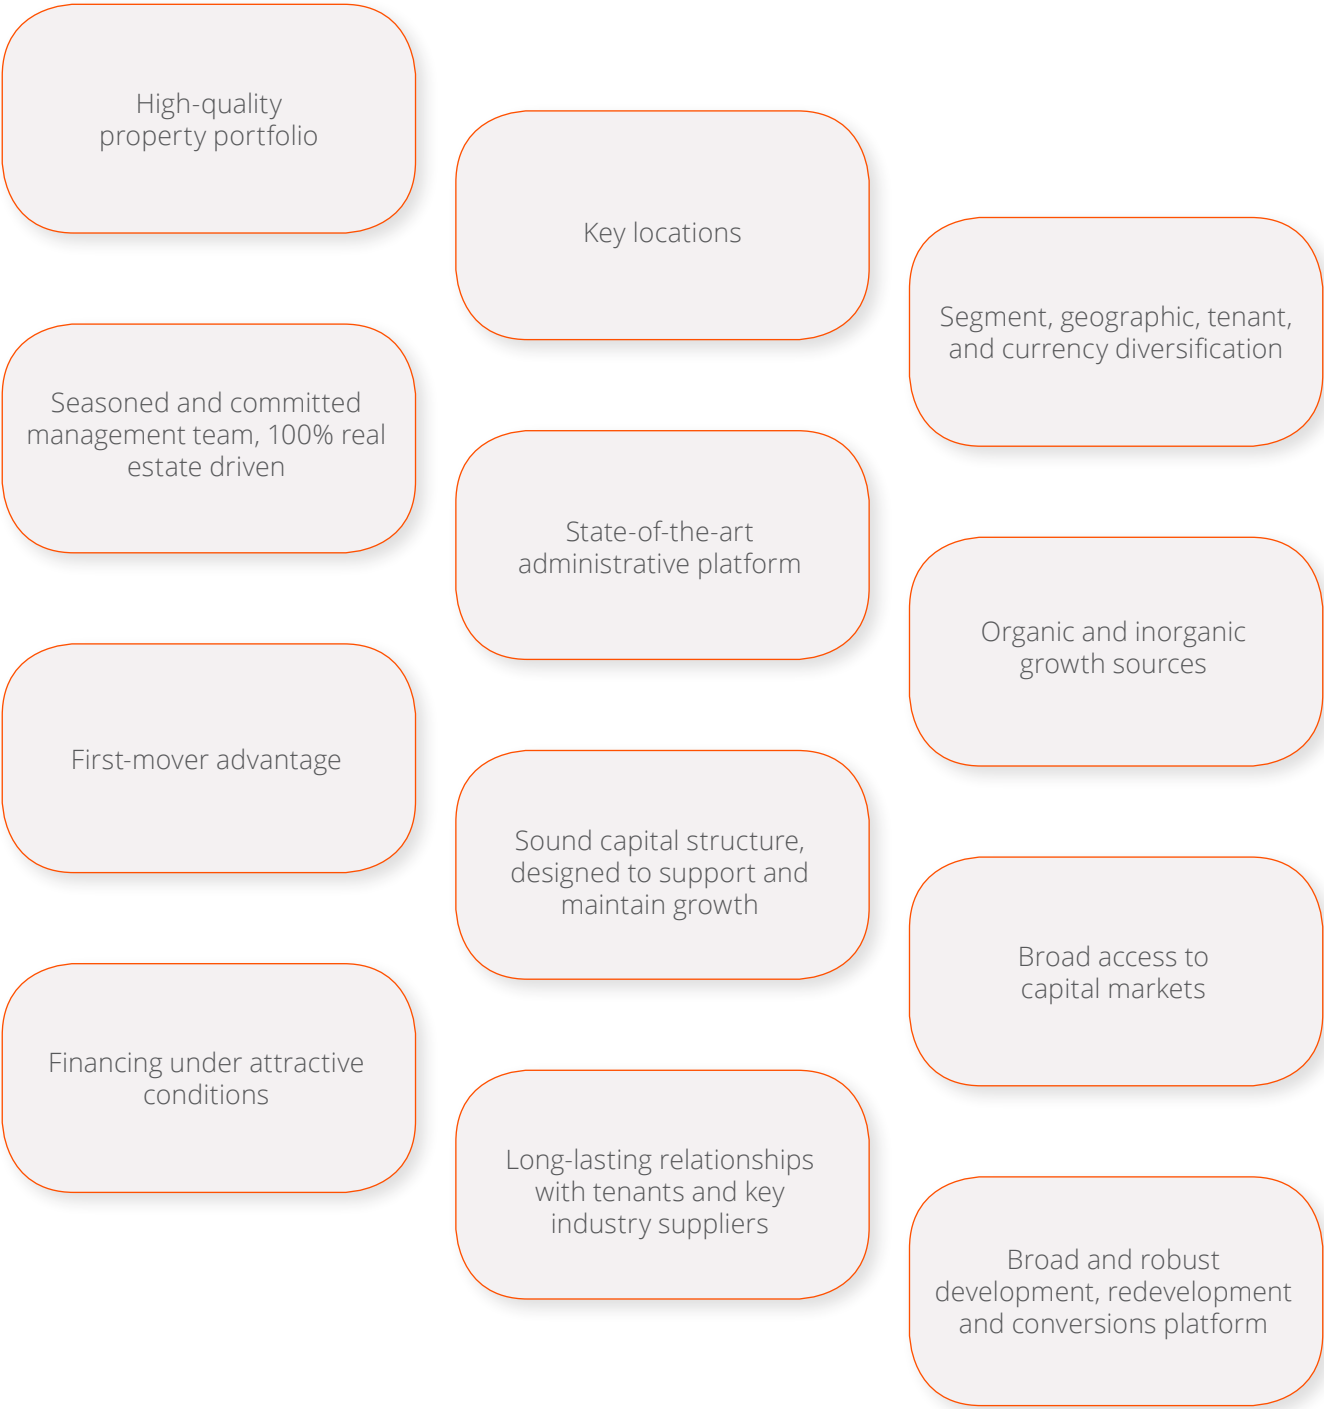 High-quality
property portfolio
Key locations
Segment, geographic, tenant,
and currency diversification
Seasoned and committed
management team, 100% real
estate driven
State-of-the-art
administrative platform
Organic and inorganic
growth sources
First-mover advantage
Sound capital structure,
designed to support and
maintain growth
Broad access to
capital markets
Financing under attractive
conditions
Long-lasting relationships
with tenants and key
industry suppliers
Broad and robust
development, redevelopment
and conversions platform